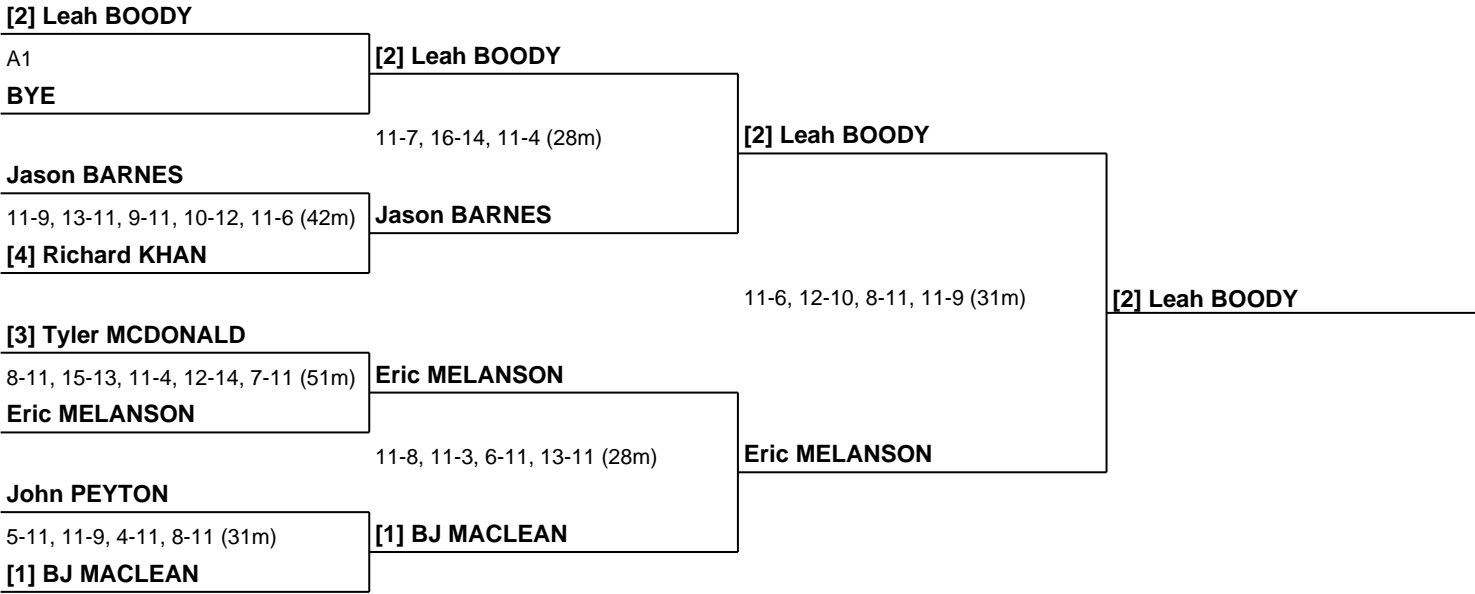 [2] Leah BOODY
A1
BYE
[2] Leah BOODY
11-7, 16-14, 11-4 (28m)
[2] Leah BOODY
Jason BARNES
11-9, 13-11, 9-11, 10-12, 11-6 (42m)
[4] Richard KHAN
Jason BARNES
11-6, 12-10, 8-11, 11-9 (31m)
[2] Leah BOODY
[3] Tyler MCDONALD
8-11, 15-13, 11-4, 12-14, 7-11 (51m)
Eric MELANSON
Eric MELANSON
11-8, 11-3, 6-11, 13-11 (28m)
Eric MELANSON
John PEYTON
5-11, 11-9, 4-11, 8-11 (31m)
[1] BJ MACLEAN
[1] BJ MACLEAN